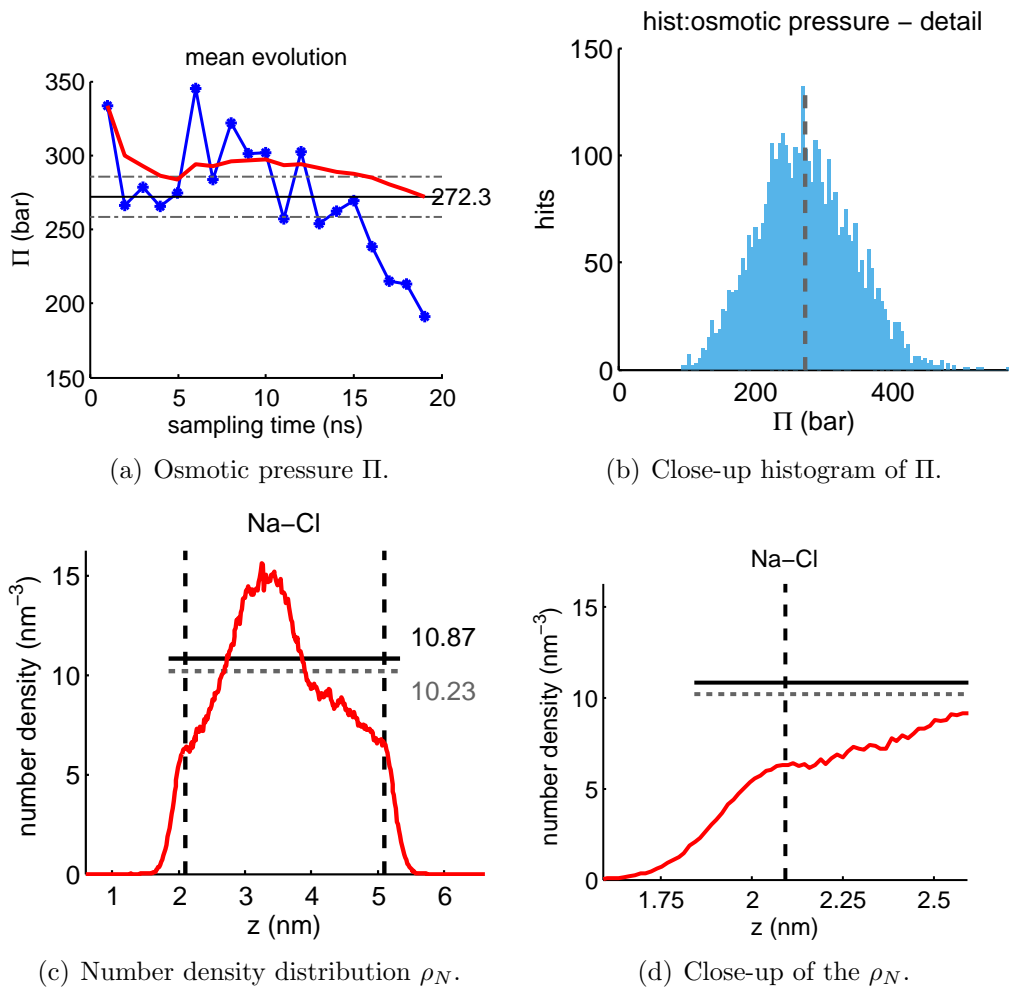 mean evolution
350
300
250
200
150
272.3
Π (bar)
0
5
10
15
20
sampling time (ns)
(a) Osmotic pressure Π.
hist:osmotic pressure − detail
150
100
50
0
hits
0
200
400
Π (bar)
(b) Close-up histogram of Π.
Na−Cl
15
10
5
0
number density (nm⁻³)
10.87
10.23
1
2
3
4
5
6
z (nm)
(c) Number density distribution ρ_N.
Na−Cl
15
10
5
0
number density (nm⁻³)
1.75
2
2.25
2.5
z (nm)
(d) Close-up of the ρ_N.